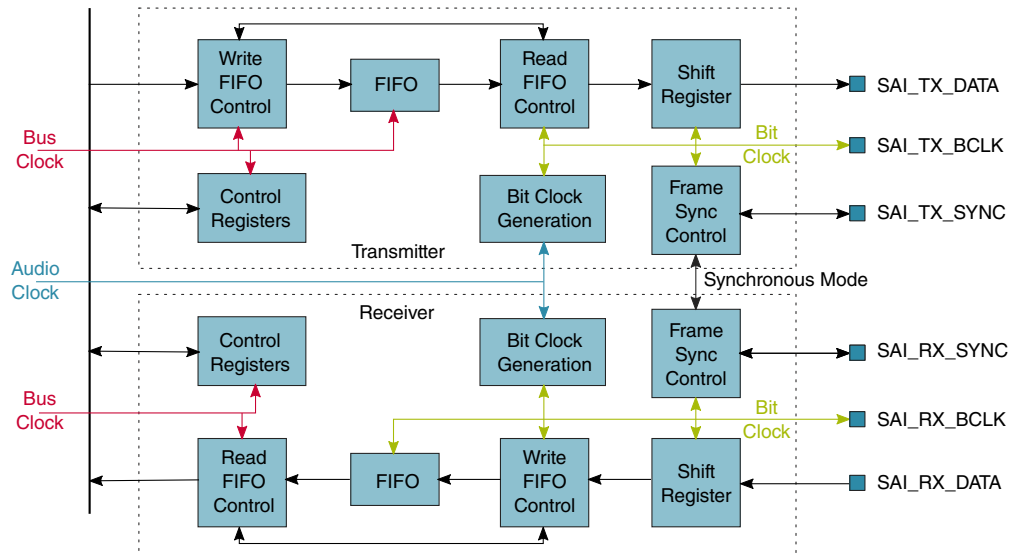 Write
FIFO
Control
FIFO
Read
FIFO
Control
Shift
Register
SAI_TX_DATA
Bus
Clock
Bit
Clock
SAI_TX_BCLK
Control
Registers
Bit Clock
Generation
Frame
Sync
Control
SAI_TX_SYNC
Transmitter
Audio
Clock
Synchronous Mode
Receiver
Control
Registers
Bit Clock
Generation
Frame
Sync
Control
SAI_RX_SYNC
Bus
Clock
Bit
Clock
SAI_RX_BCLK
Read
FIFO
Control
FIFO
Write
FIFO
Control
Shift
Register
SAI_RX_DATA